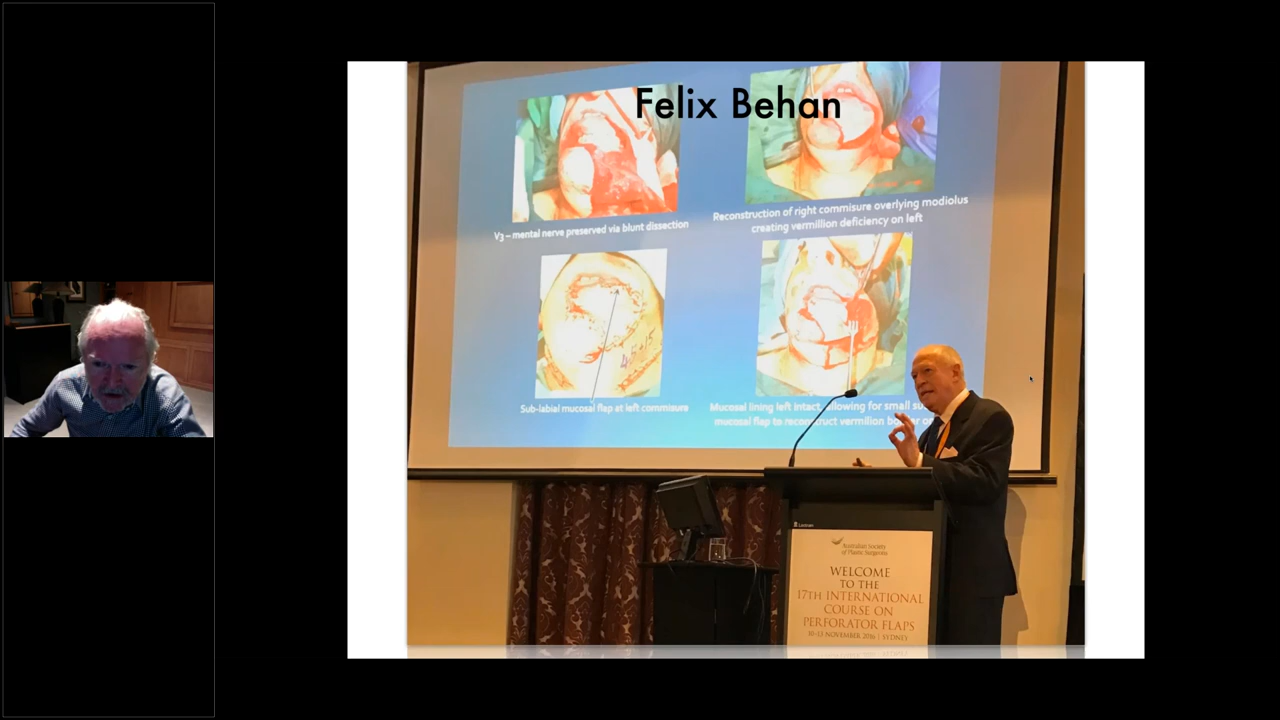 Felix Behan
V3 – mental nerve preserved via blunt dissection
Reconstruction of right commisure overlying modiolus
creating vermillion deficiency on left
Sub-labial mucosal flap at left commisure
Mucosal lining left intact, allowing for small
mucosal flap to reconstruct vermilion
Lectrum
Australian Society
of Plastic Surgeons
WELCOME
TO THE
17TH INTERNATIONAL
COURSE ON
PERFORATOR FLAPS
10-13 NOVEMBER 2016 | SYDNEY